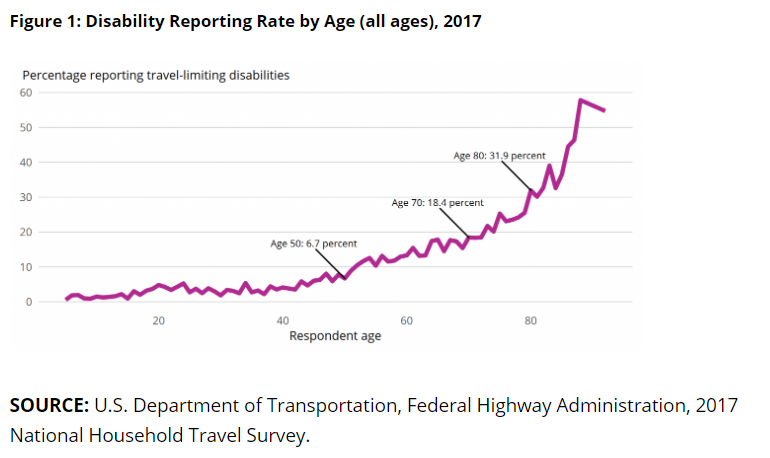 Figure 1: Disability Reporting Rate by Age (all ages), 2017
Percentage reporting travel-limiting disabilities
60
50
40
Age 80: 31.9 percent
30
Age 70: 18.4 percent
20
Age 50: 6.7 percent
10
0
20 40 60 80
Respondent age
SOURCE: U.S. Department of Transportation, Federal Highway Administration, 2017
National Household Travel Survey.